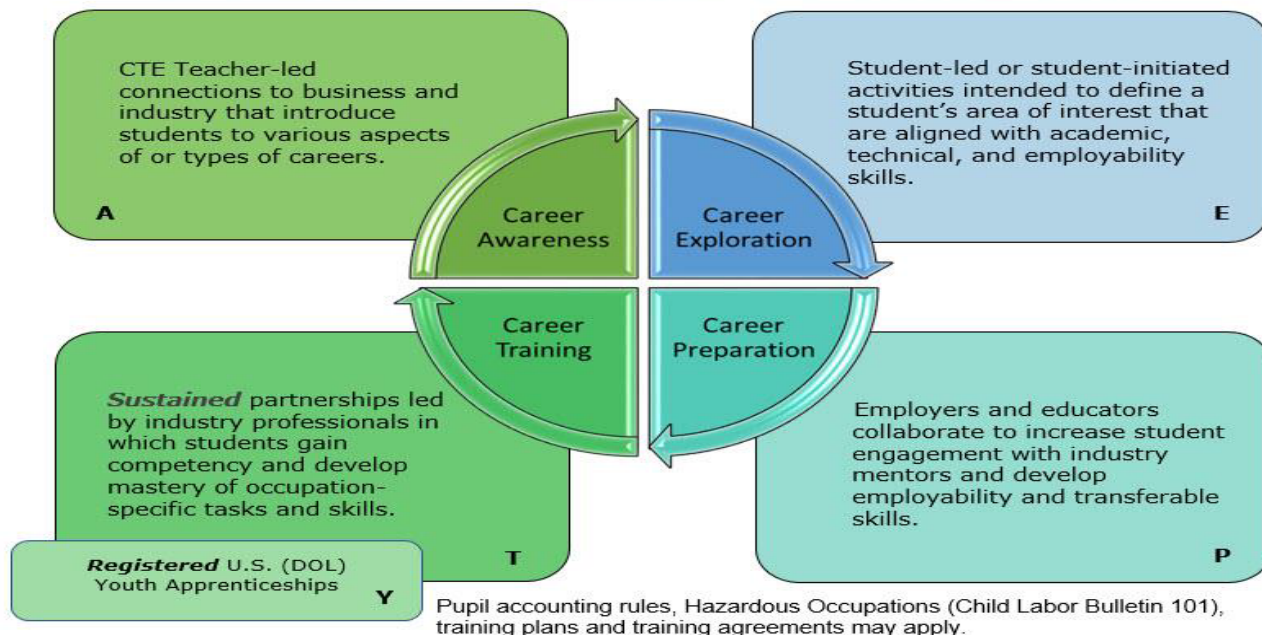 CTE Teacher-led
connections to business and
industry that introduce
students to various aspects
of or types of careers.
A
Student-led or student-initiated
activities intended to define a
student's area of interest that
are aligned with academic,
technical, and employability
skills.
E
Career
Awareness
Career
Exploration
Career
Training
Career
Preparation
Sustained partnerships led
by industry professionals in
which students gain
competency and develop
mastery of occupation-
specific tasks and skills.
T
Registered U.S. (DOL)
Youth Apprenticeships
Y
Employers and educators
collaborate to increase student
engagement with industry
mentors and develop
employability and transferable
skills.
P
Pupil accounting rules, Hazardous Occupations (Child Labor Bulletin 101),
training plans and training agreements may apply.